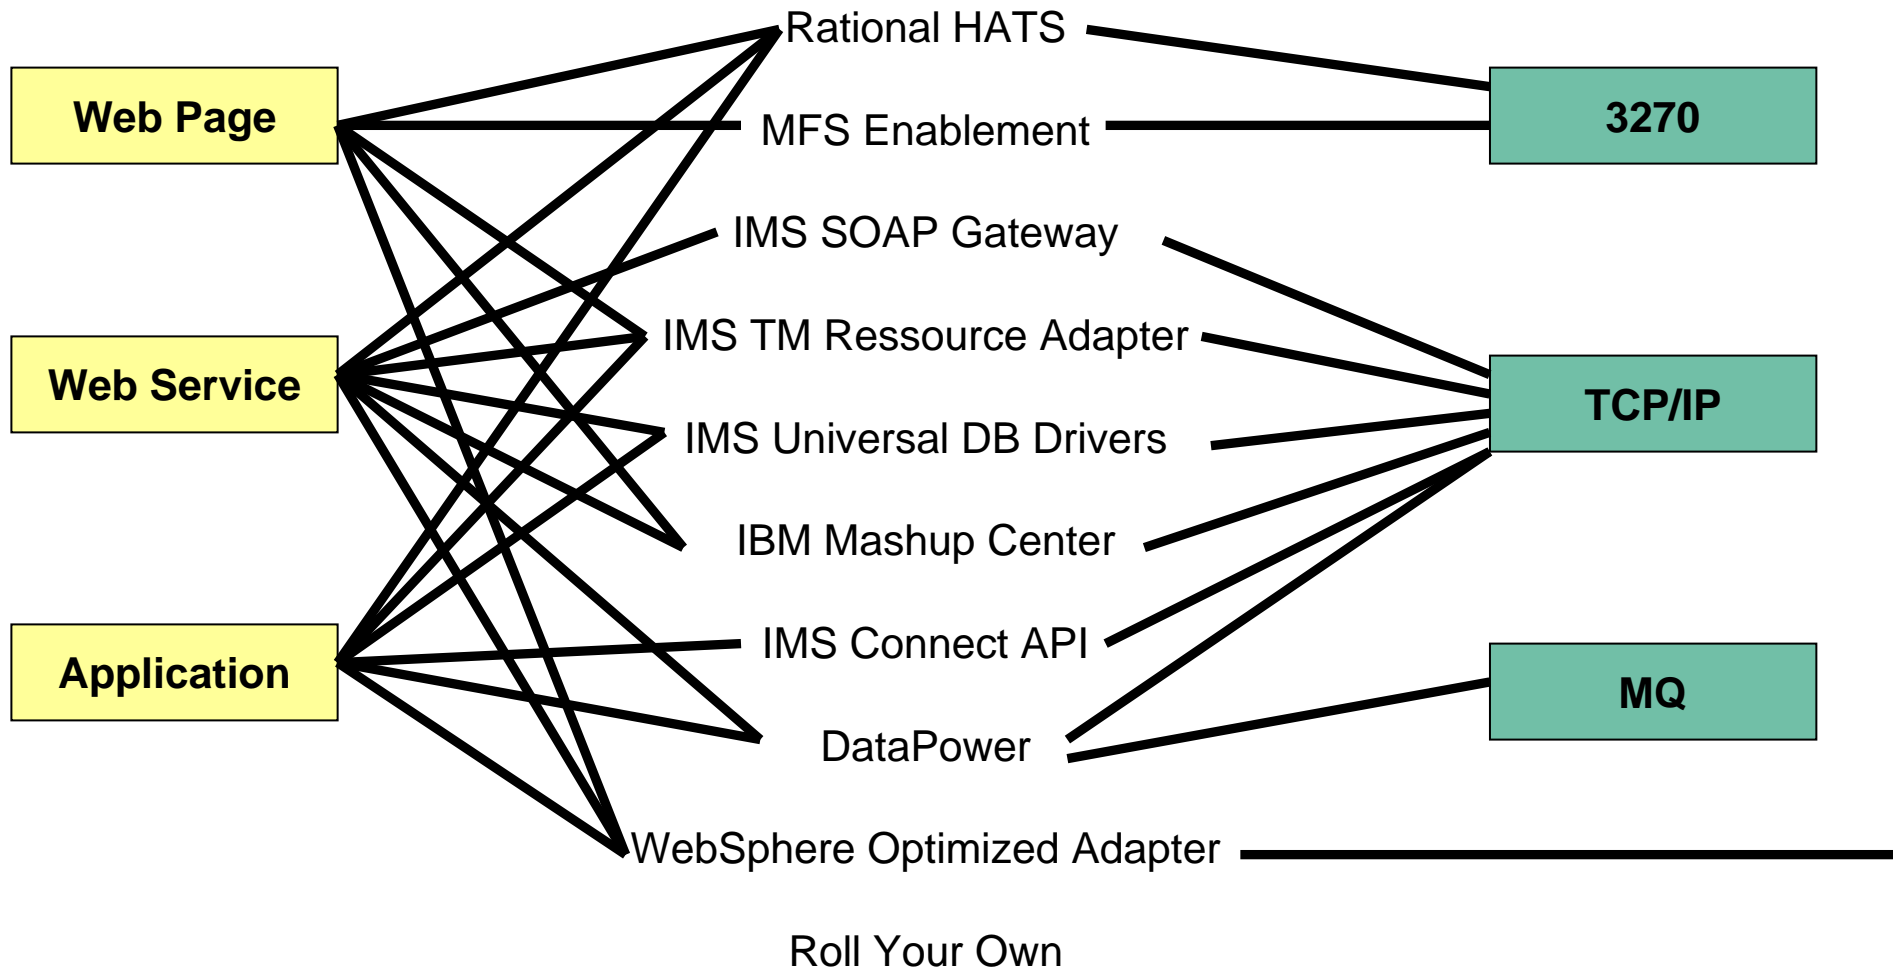 Rational HATS
Web Page
MFS Enablement
3270
IMS SOAP Gateway
IMS TM Ressource Adapter
Web Service
TCP/IP
IMS Universal DB Drivers
IBM Mashup Center
IMS Connect API
Application
MQ
DataPower
WebSphere Optimized Adapter
Roll Your Own